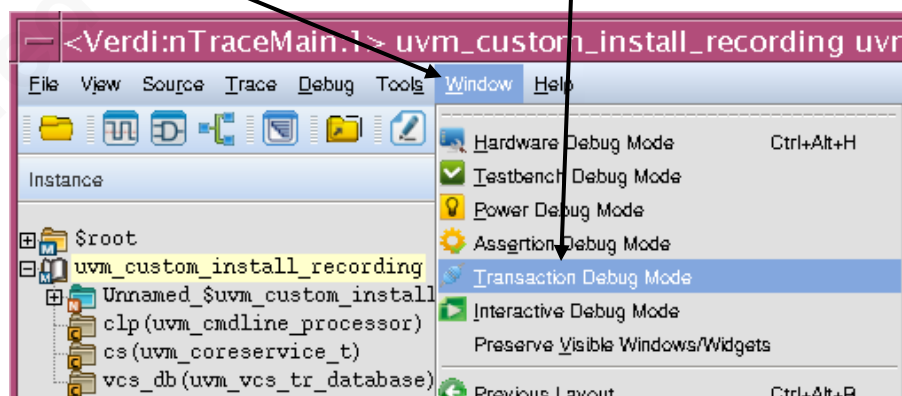 <Verdi:nTraceMain.1> uvm_custom_install_recording uvm
File View Source Trace Debug Tools Window Help
Hardware Debug Mode Ctrl+Alt+H
Instance
Testbench Debug Mode
Power Debug Mode
Assertion Debug Mode
Transaction Debug Mode
Interactive Debug Mode
Preserve Visible Windows/Widgets
Previous Layout Ctrl+Alt+B
$root
uvm_custom_install_recording
Unnamed_$uvm_custom_install
clp(uvm_cmdline_processor)
cs(uvm_coreservice_t)
vcs_db(uvm_vcs_tr_database)